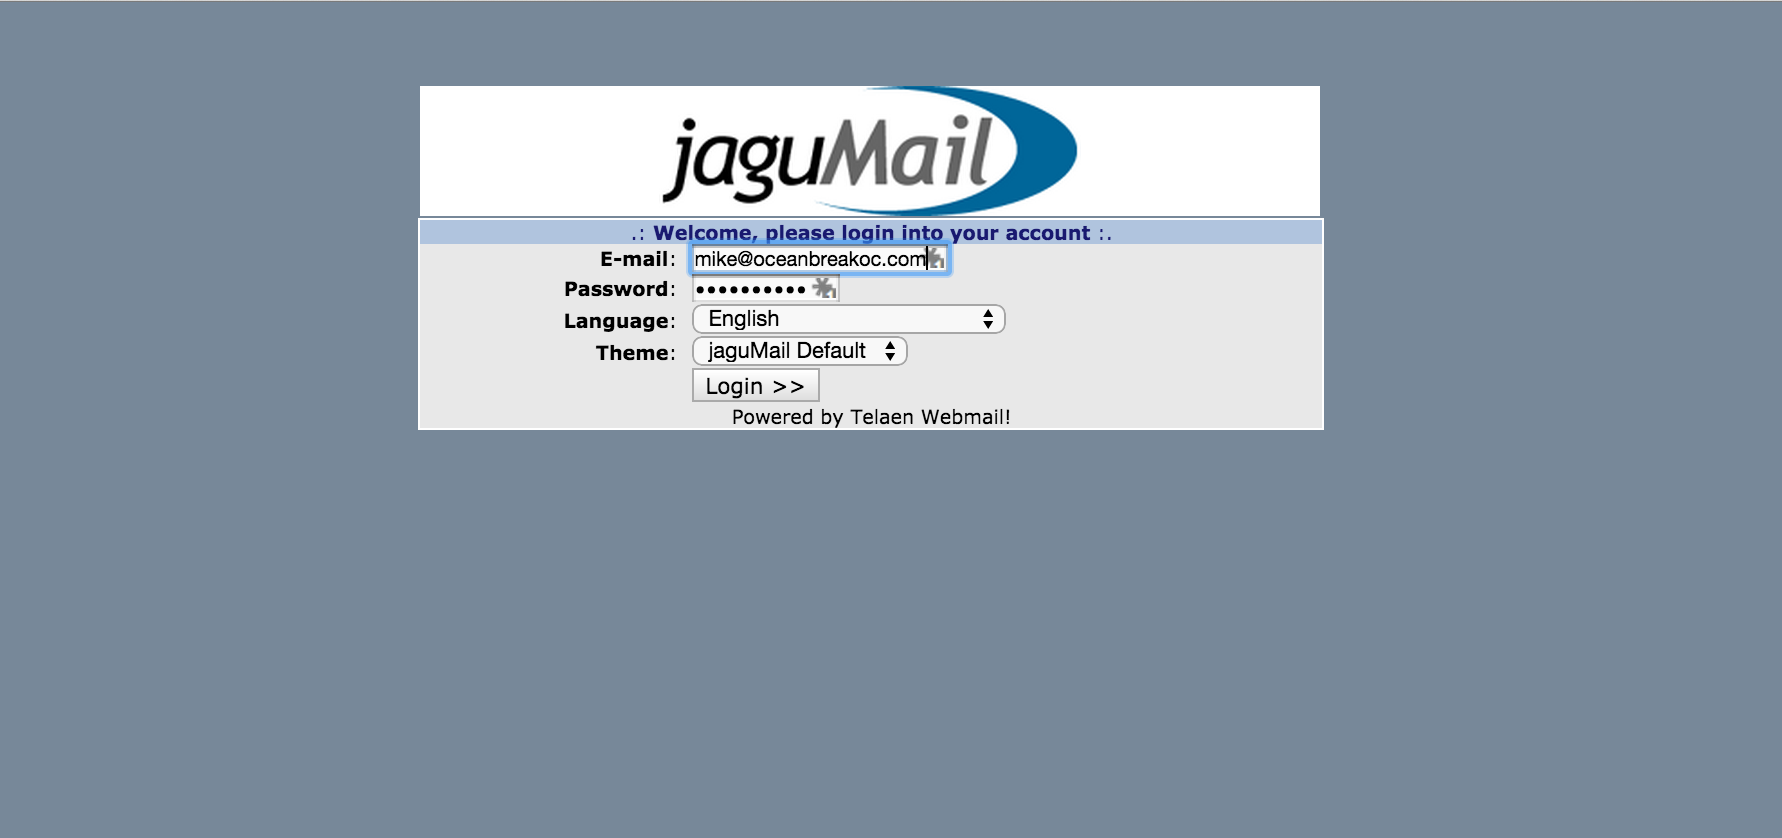 jaguMail
.: Welcome, please login into your account :.
E-mail: mike@oceanbreakoc.com
Password: ••••••••••
Language: English
Theme: jaguMail Default
Login >>
Powered by Telaen Webmail!